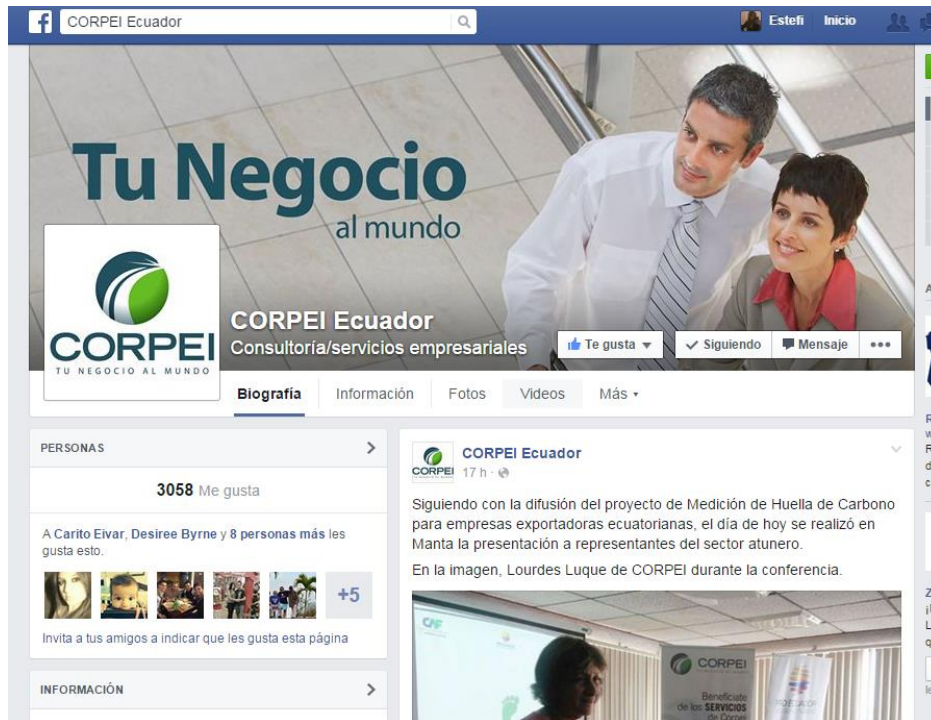 CORPEI Ecuador
Estefi Inicio
Tu Negocio
al mundo
CORPEI
TU NEGOCIO AL MUNDO
CORPEI Ecuador
Consultoría/servicios empresariales
Te gusta
Siguiendo
Mensaje
Biografía Información Fotos Videos Más
PERSONAS
3058 Me gusta
A Carito Eivar, Desiree Byrne y 8 personas más les
gusta esto.
+5
Invita a tus amigos a indicar que les gusta esta página
INFORMACIÓN
CORPEI
CORPEI Ecuador
17 h
Siguiendo con la difusión del proyecto de Medición de Huella de Carbono
para empresas exportadoras ecuatorianas, el día de hoy se realizó en
Manta la presentación a representantes del sector atunero.
En la imagen, Lourdes Luque de CORPEI durante la conferencia.
CAF
CORPEI
Benefíciate
de los SERVICIOS
de Corpei